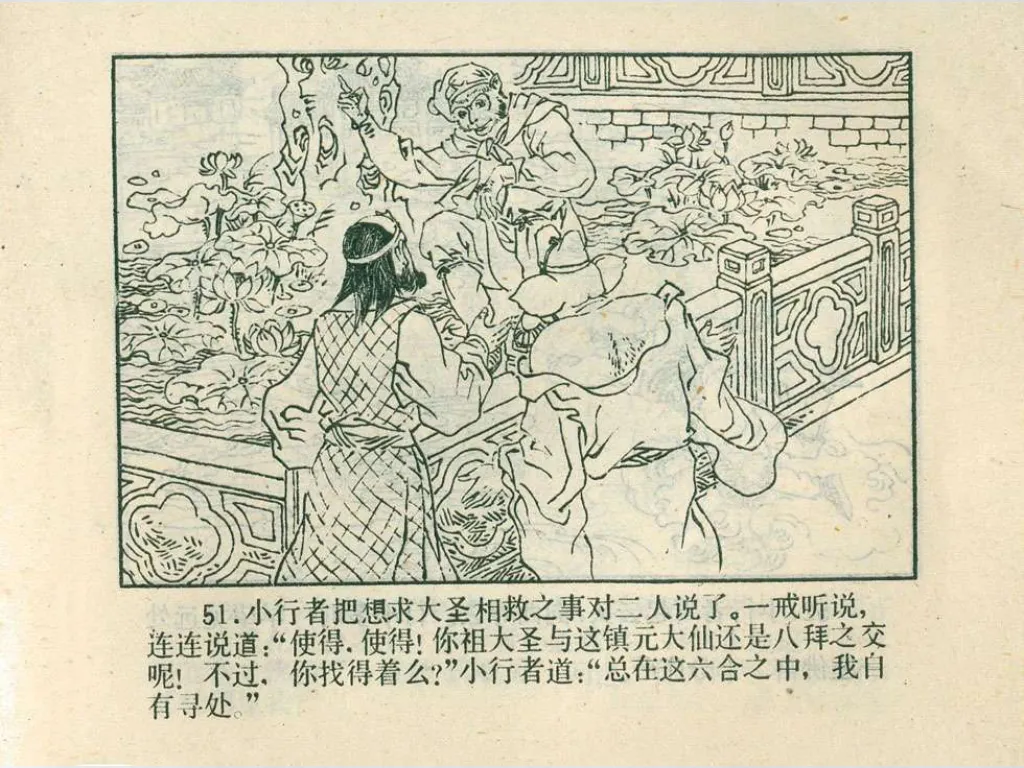 51.小行者把想求大圣相救之事对二人说了。一戒听说，
连连说道：“使得，使得！你祖大圣与这镇元大仙还是八拜之交
呢！不过，你找得着么？”小行者道：“总在这六合之中，我自
有寻处。”